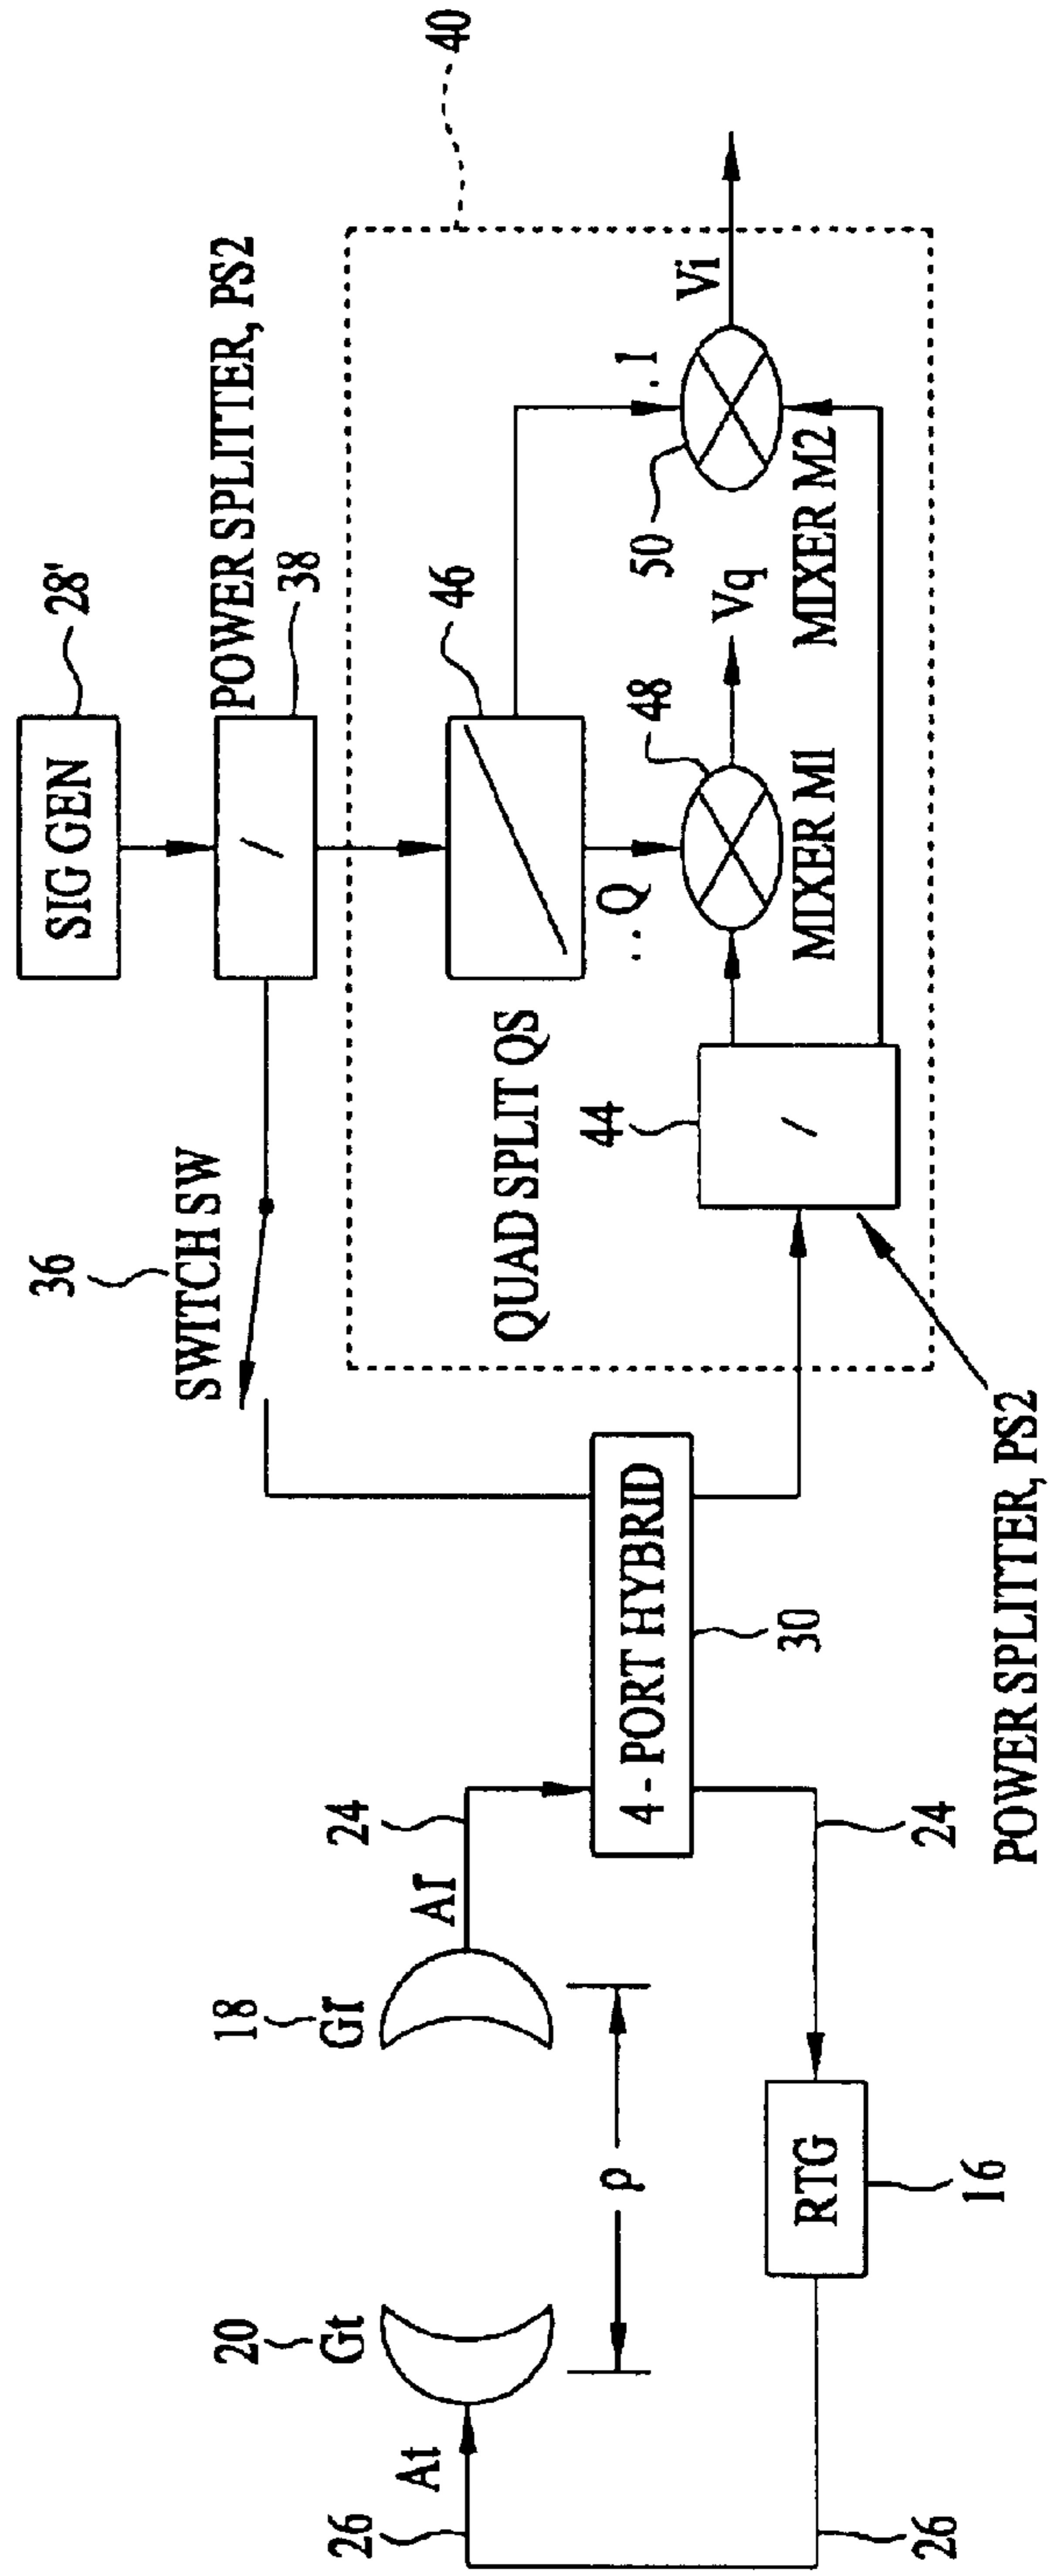 40
SIG GEN
28'
POWER SPLITTER, PS2
38
/
36
SWITCH SW
46
QUAD SPLIT QS
..Q
.1
Vi
50
MIXER M2
48
Vq
MIXER M1
44
/
POWER SPLITTER, PS2
4 - PORT HYBRID
30
24
Ar
18
Gr
20
Gt
ρ
At
26
RTG
16
24
26